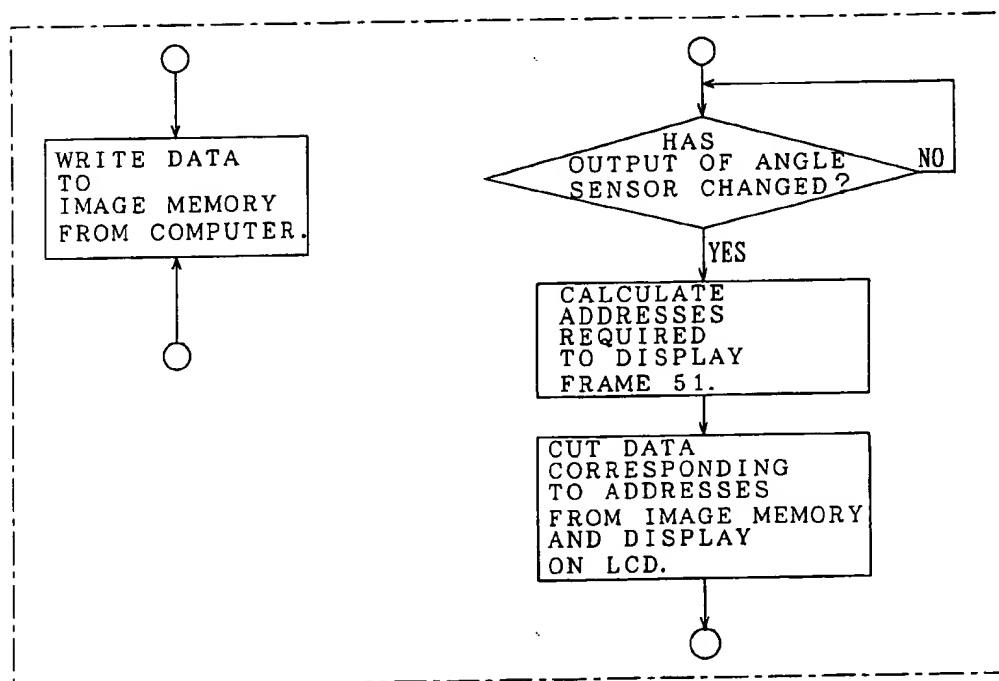 WRITE DATA
TO
IMAGE MEMORY
FROM COMPUTER.
HAS
OUTPUT OF ANGLE
SENSOR CHANGED?
NO
YES
CALCULATE
ADDRESSES
REQUIRED
TO DISPLAY
FRAME 51.
CUT DATA
CORRESPONDING
TO ADDRESSES
FROM IMAGE MEMORY
AND DISPLAY
ON LCD.